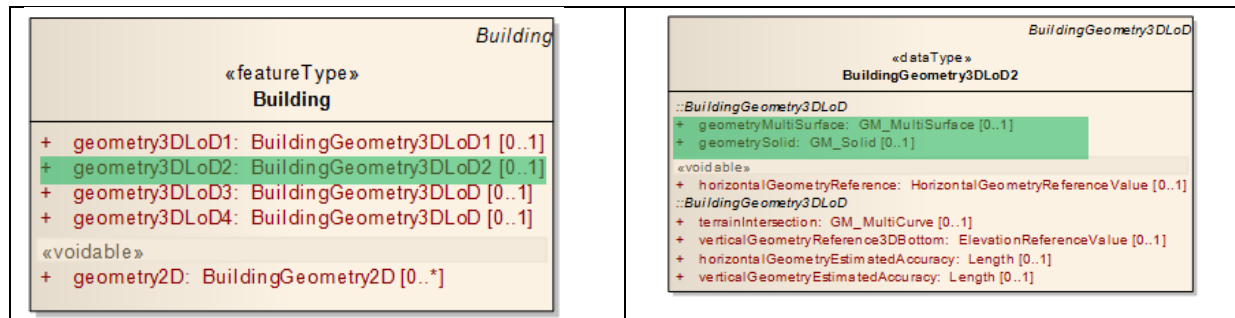 Building
«featureType»
Building
+ geometry3DLoD1: BuildingGeometry3DLoD1 [0..1]
+ geometry3DLoD2: BuildingGeometry3DLoD2 [0..1]
+ geometry3DLoD3: BuildingGeometry3DLoD [0..1]
+ geometry3DLoD4: BuildingGeometry3DLoD [0..1]
«voidable»
+ geometry2D: BuildingGeometry2D [0..*]
BuildingGeometry3DLoD
«dataType»
BuildingGeometry3DLoD2
::BuildingGeometry3DLoD
+ geometryMultiSurface: GM_MultiSurface [0..1]
+ geometrySolid: GM_Solid [0..1]
«voidable»
+ horizontalGeometryReference: HorizontalGeometryReferenceValue [0..1]
::BuildingGeometry3DLoD
+ terrainIntersection: GM_MultiCurve [0..1]
+ verticalGeometryReference3DBottom: ElevationReferenceValue [0..1]
+ horizontalGeometryEstimatedAccuracy: Length [0..1]
+ verticalGeometryEstimatedAccuracy: Length [0..1]